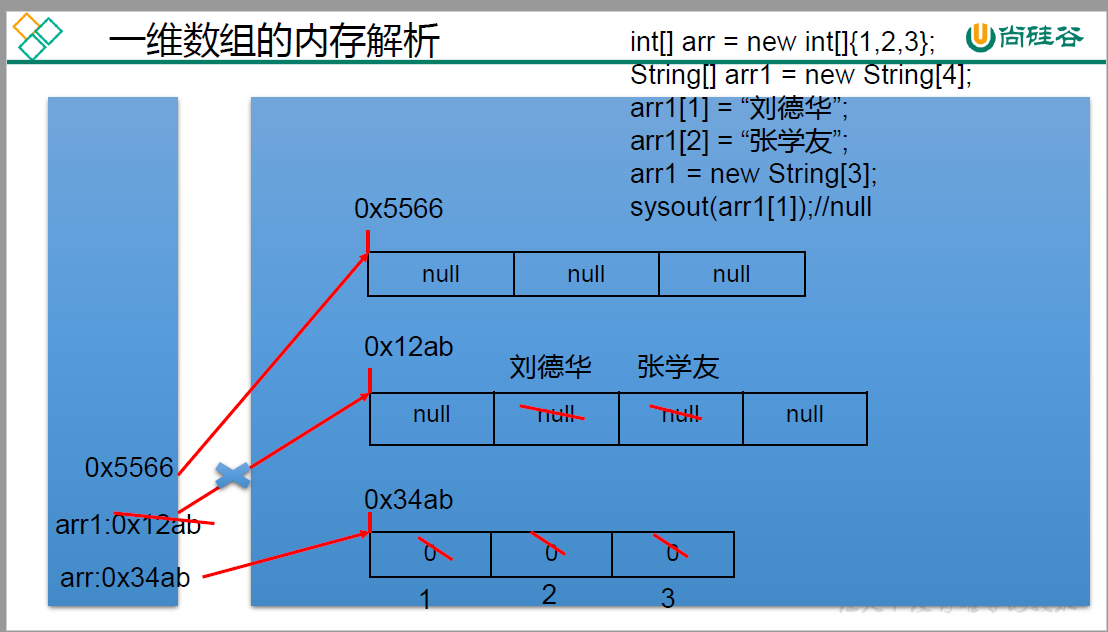 一维数组的内存解析
尚硅谷
int[] arr = new int[]{1,2,3};
String[] arr1 = new String[4];
arr1[1] = “刘德华”;
arr1[2] = “张学友”;
arr1 = new String[3];
sysout(arr1[1]);//null
0x5566
null null null
0x12ab
刘德华 张学友
null null null null
0x5566
0x34ab
arr1:0x12ab
0 0 0
arr:0x34ab
1 2 3